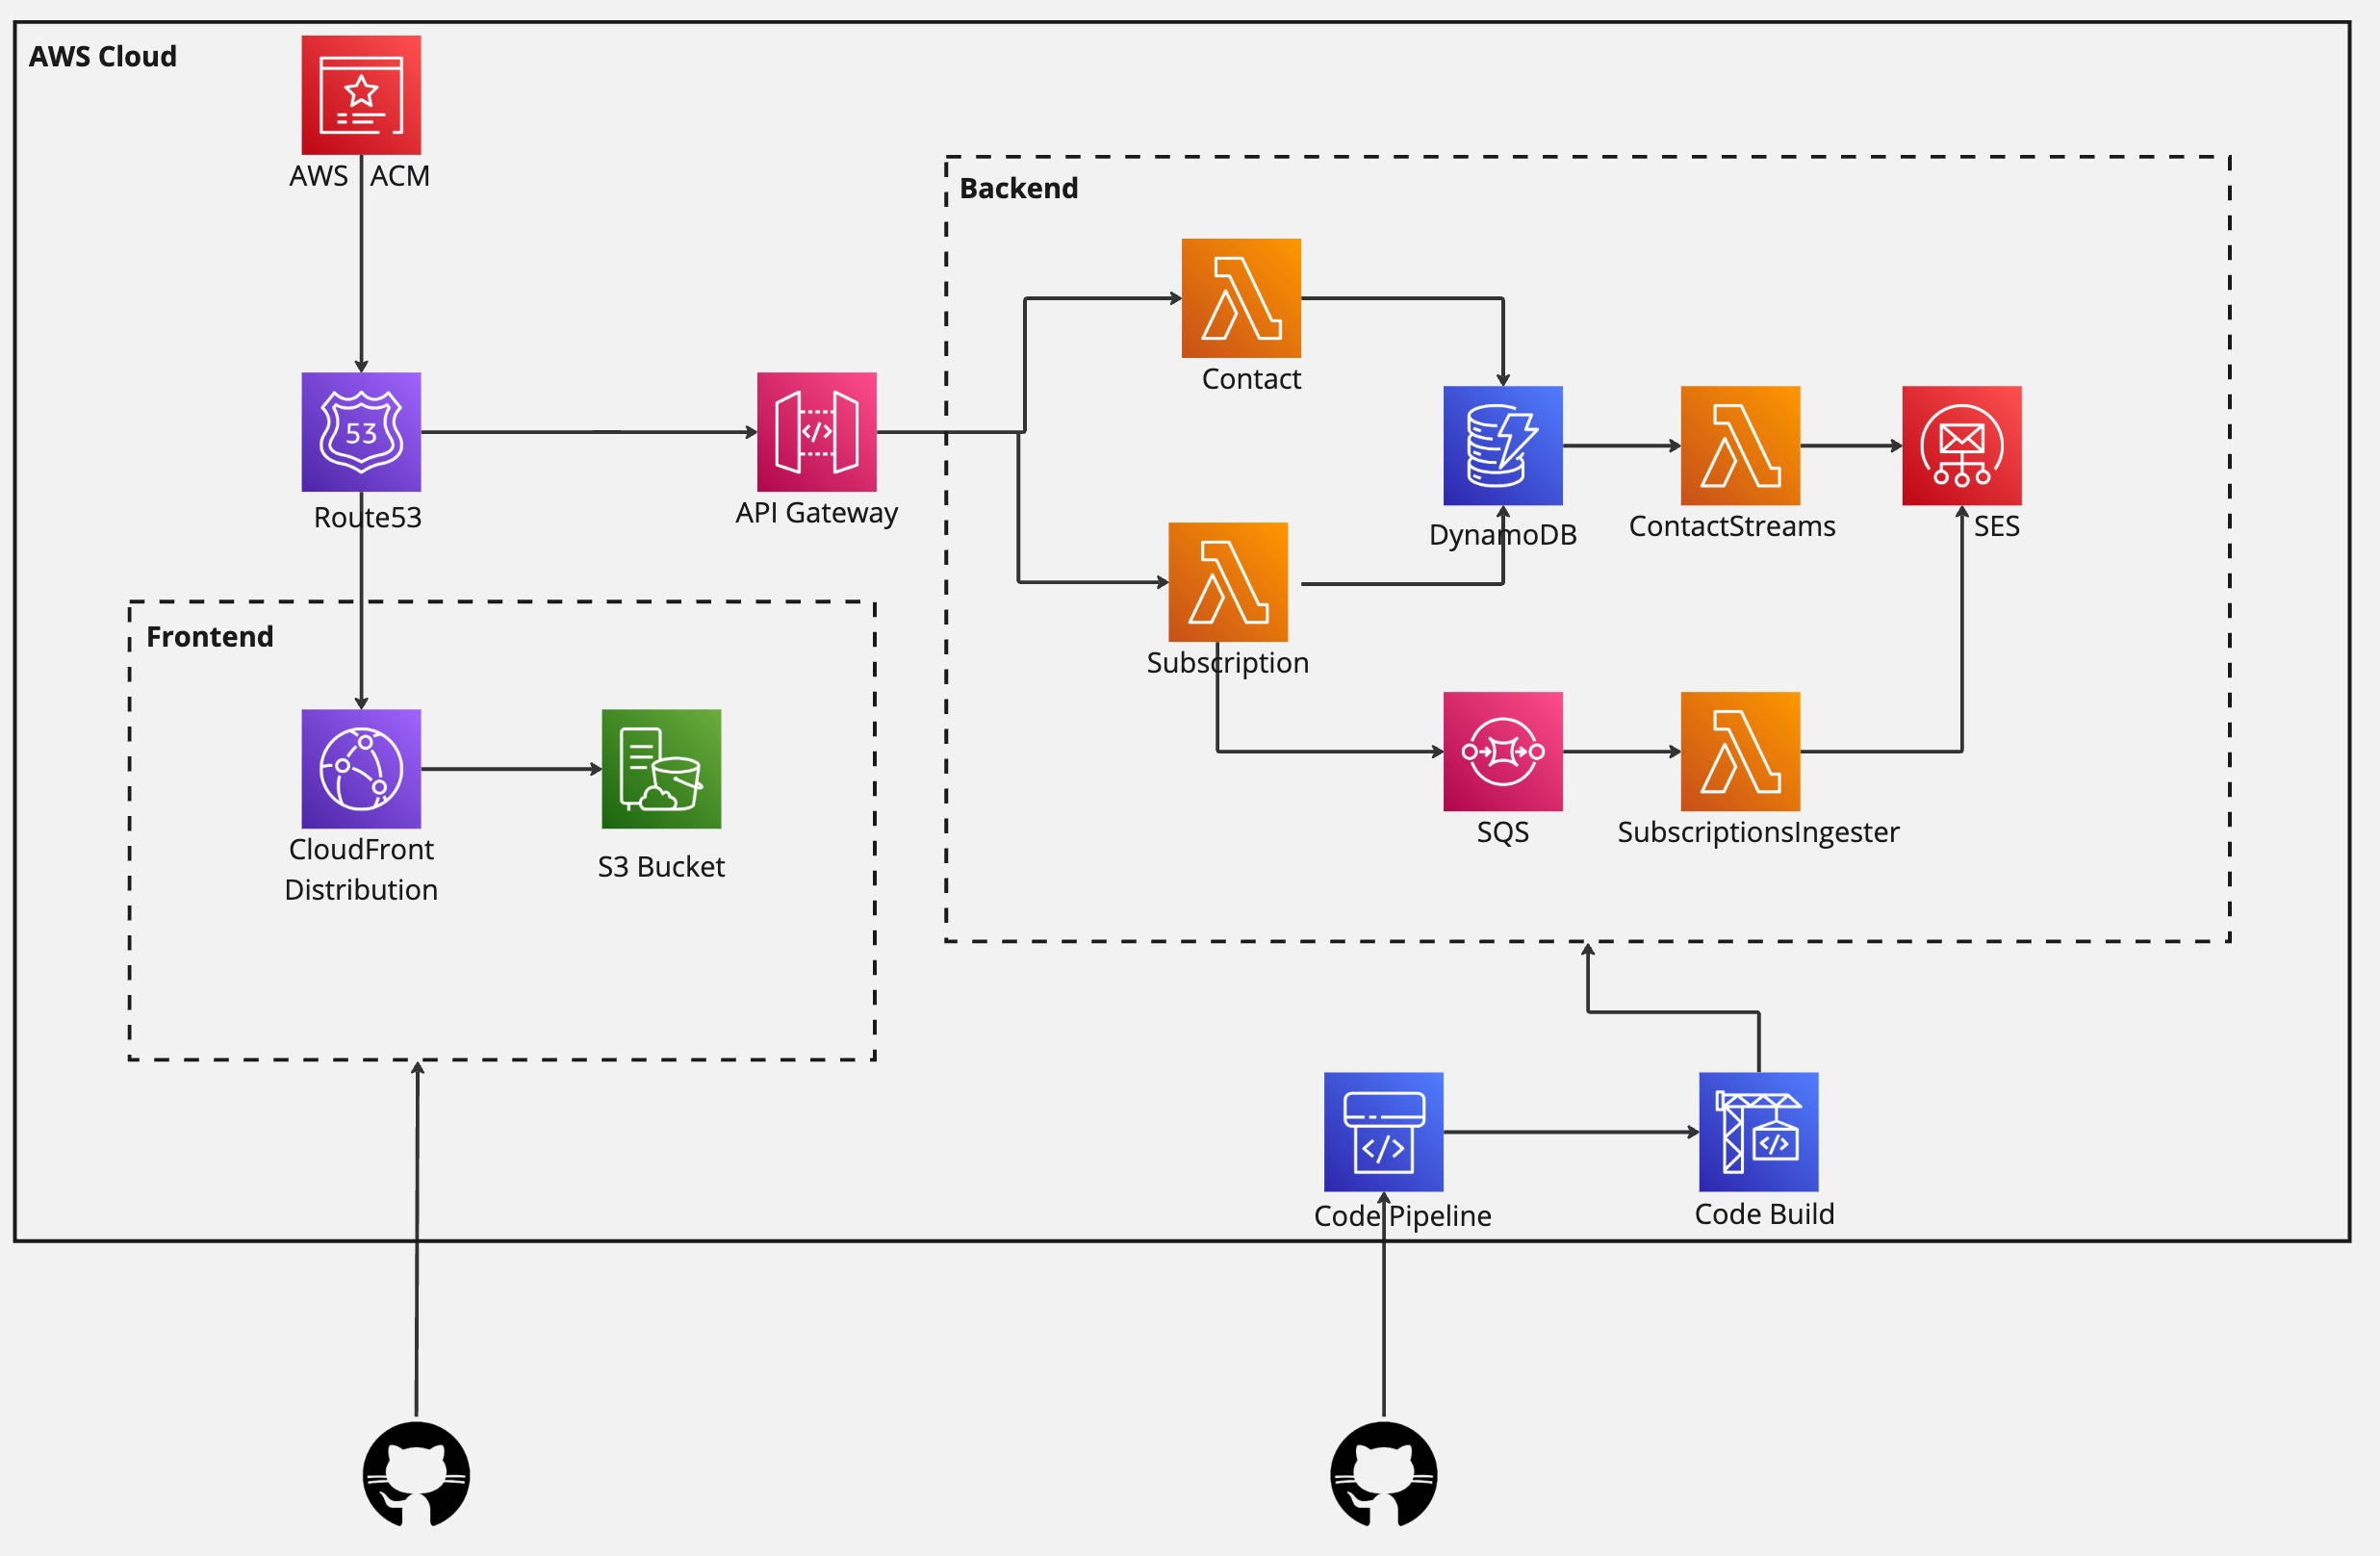 AWS Cloud
AWS ACM
Backend
Contact
53
Route53
API Gateway
DynamoDB
ContactStreams
SES
Frontend
Subscription
CloudFront
Distribution
S3 Bucket
SQS
SubscriptionsIngester
Code Pipeline
Code Build